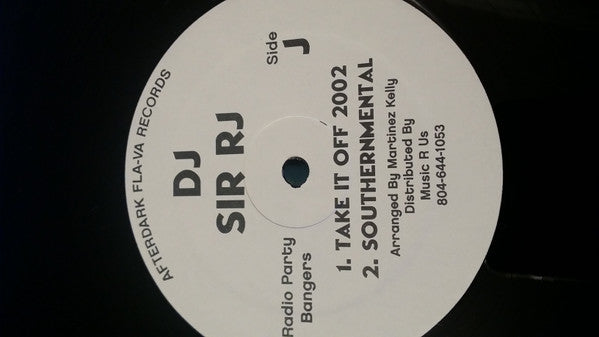 AFTERDARK FLA-VA RECORDS
DJ
SIR RJ
Radio Party
Bangers
Side
J
1. TAKE IT OFF 2002
2. SOUTHERNMENTAL
Arranged By Martinez Kelly
Distributed By
Music R Us
804-644-1053